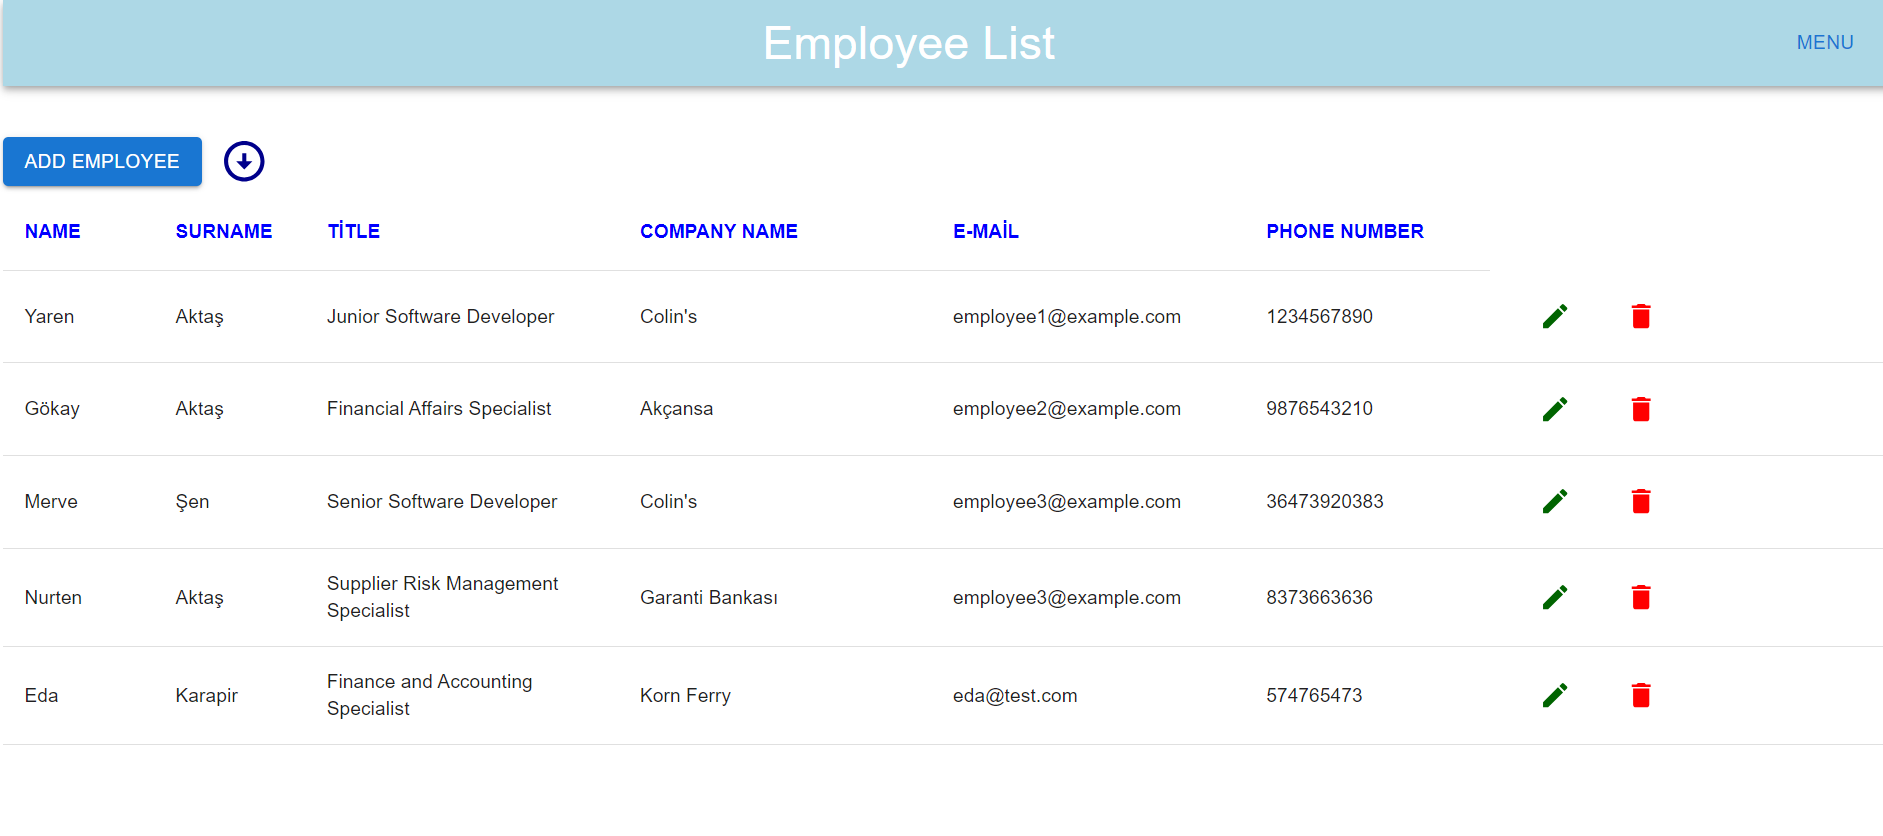 Employee List
MENU
ADD EMPLOYEE
NAME SURNAME TİTLE COMPANY NAME E-MAİL PHONE NUMBER
Yaren Aktaş Junior Software Developer Colin's employee1@example.com 1234567890
Gökay Aktaş Financial Affairs Specialist Akçansa employee2@example.com 9876543210
Merve Şen Senior Software Developer Colin's employee3@example.com 36473920383
Nurten Aktaş Supplier Risk Management Specialist Garanti Bankası employee3@example.com 8373663636
Eda Karapir Finance and Accounting Specialist Korn Ferry eda@test.com 574765473